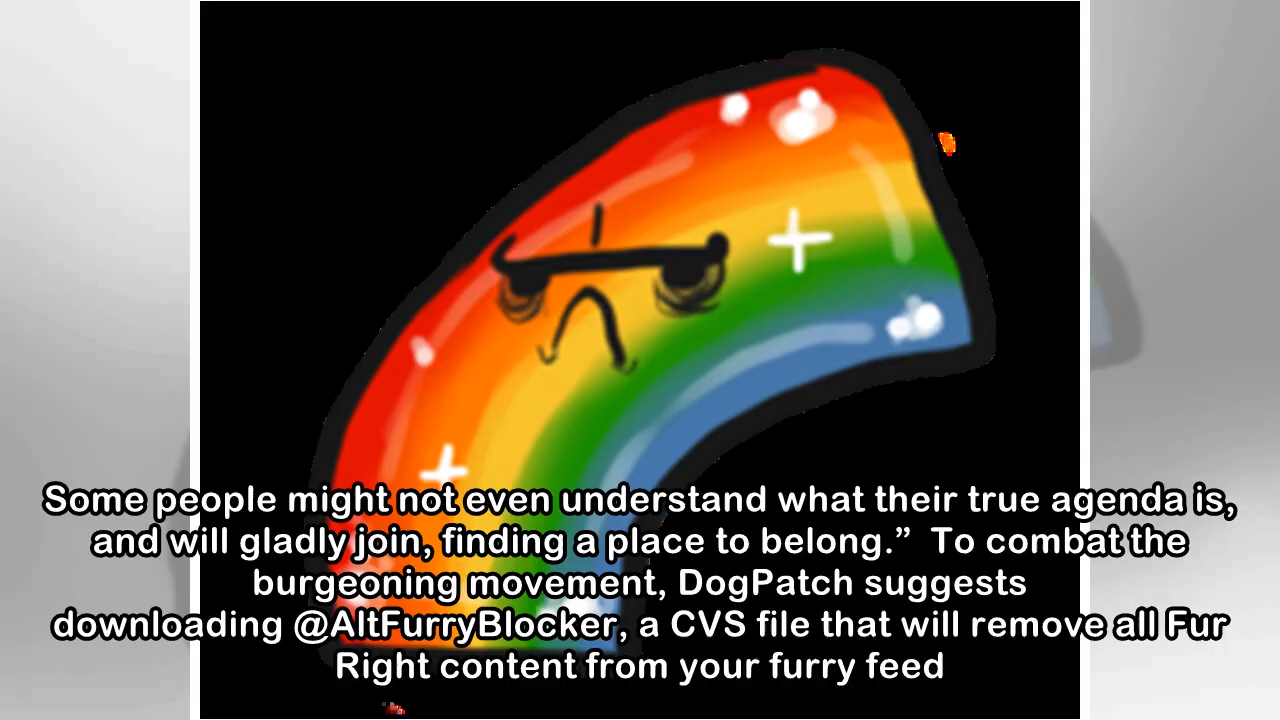 Some people might not even understand what their true agenda is,
and will gladly join, finding a place to belong.”  To combat the
burgeoning movement, DogPatch suggests
downloading @AltFurryBlocker, a CVS file that will remove all Fur
Right content from your furry feed